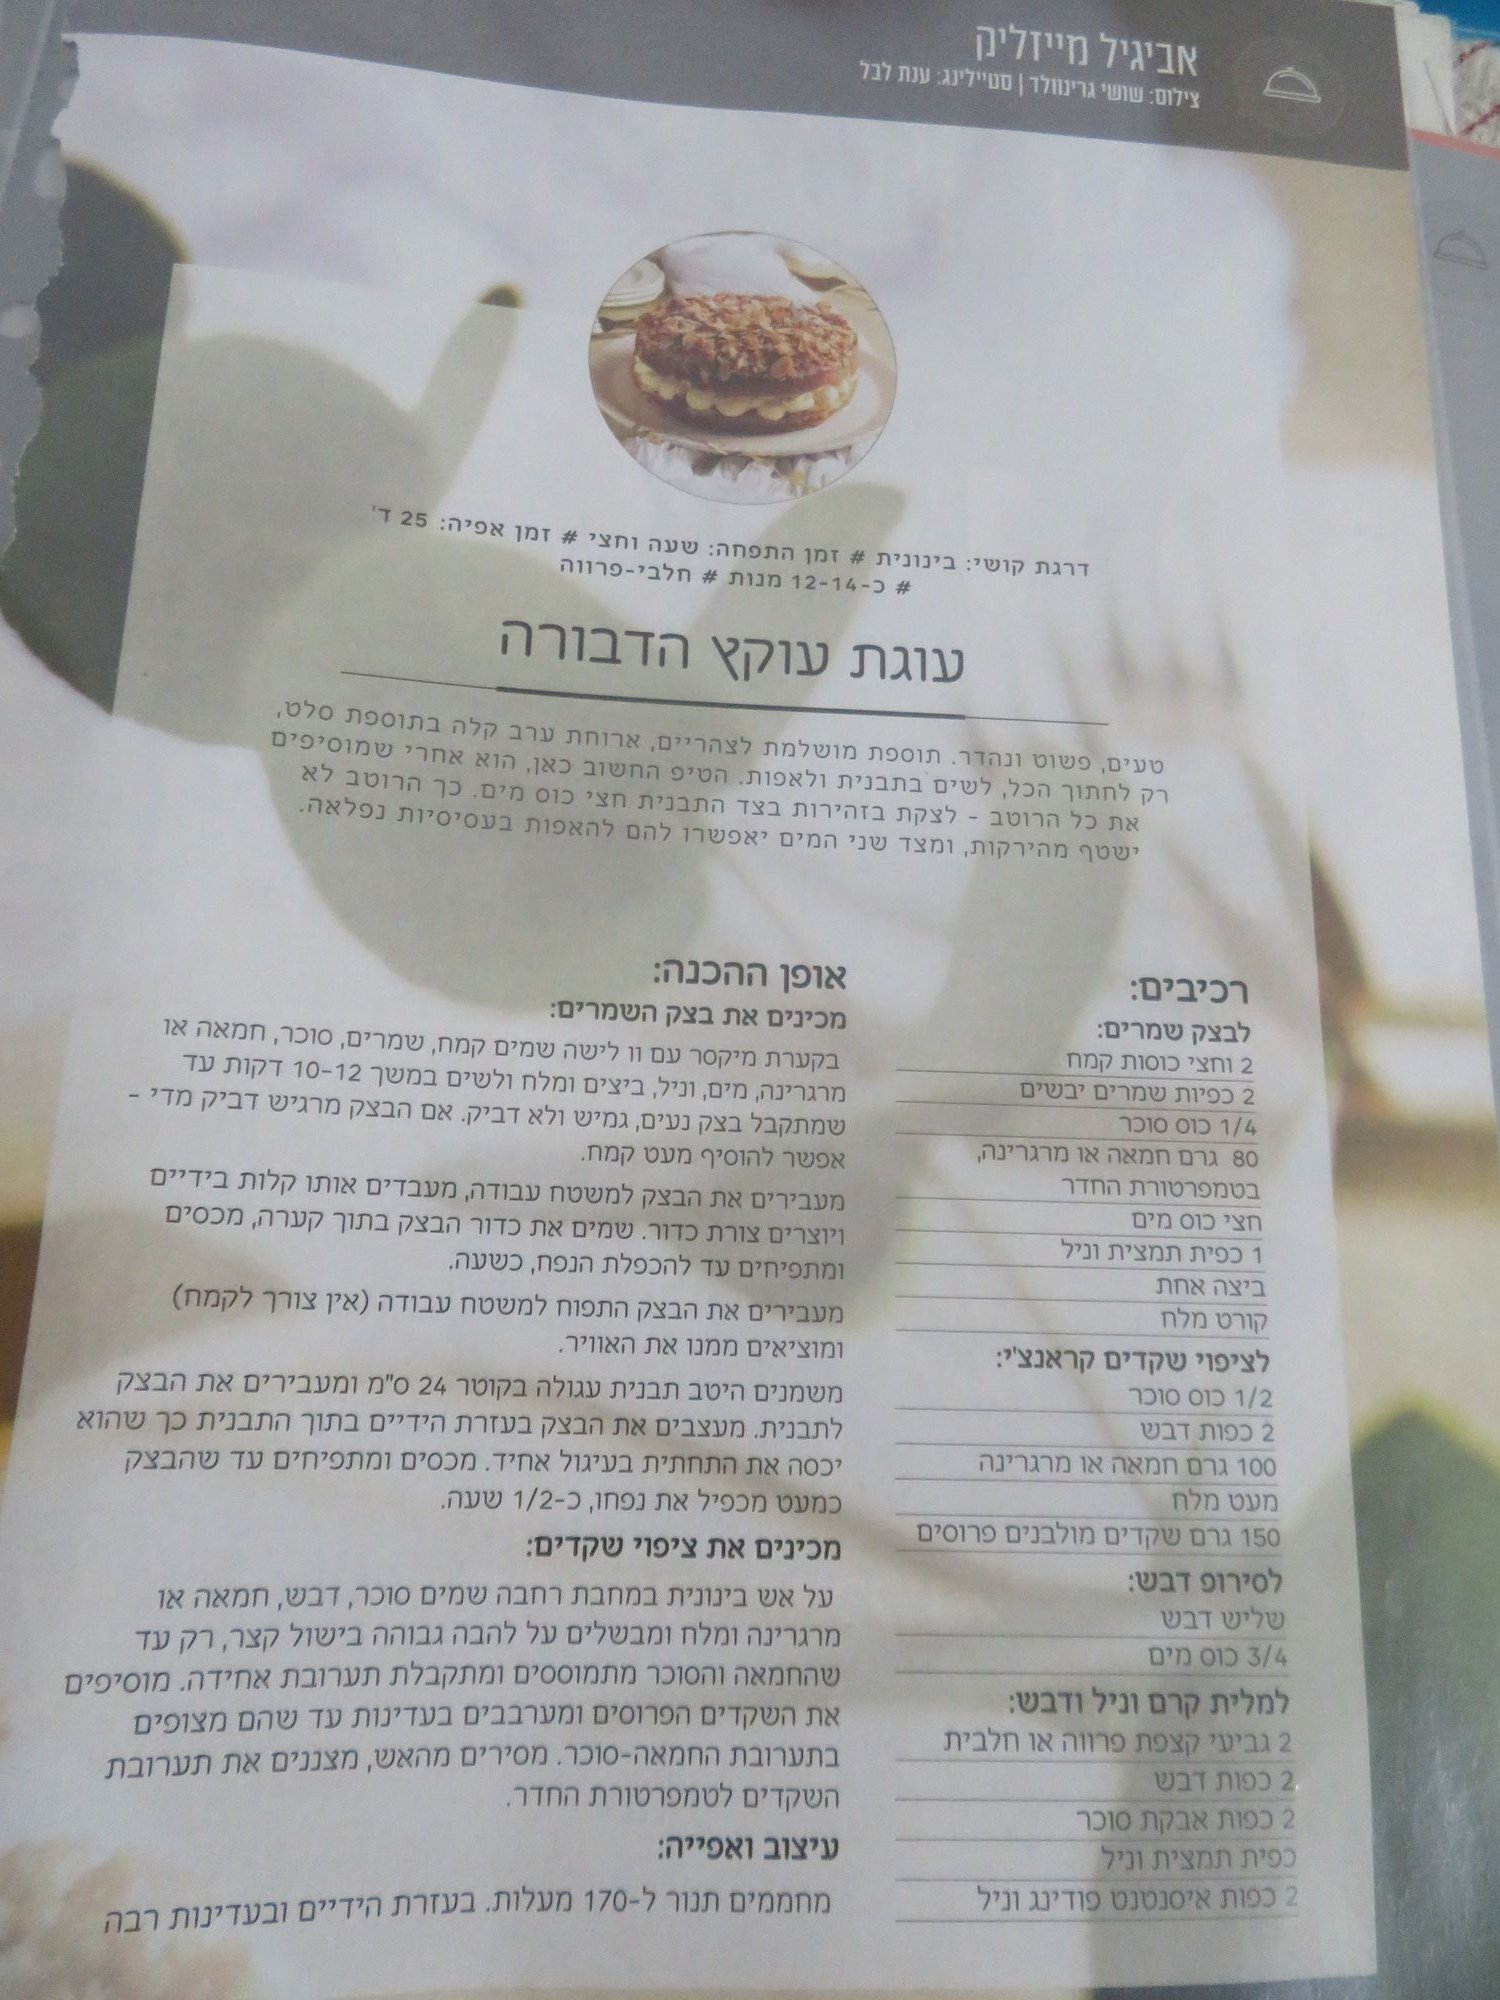 אביגיל מייזליק
צילום: שושי גרינוולד | סטיילינג: ענת לבל
דרגת קושי: בינונית # זמן התפחה: שעה וחצי # זמן אפיה: 25 ד'
# כ-12-14 מנות # חלבי-פרווה
עוגת עוקץ הדבורה
טעים, פשוט ונהדר. תוספת מושלמת לצהריים, ארוחת ערב קלה בתוספת סלט,
רק לחתוך הכל, לשים בתבנית ולאפות. הטיפ החשוב כאן, הוא אחרי שמוסיפים
את כל הרוטב - לצקת בזהירות בצד התבנית חצי כוס מים. כך הרוטב לא
ישטף מהירקות, ומצד שני המים יאפשרו להם להאפות בעסיסיות נפלאה.
רכיבים:
לבצק שמרים:
2 וחצי כוסות קמח
2 כפיות שמרים יבשים
1/4 כוס סוכר
80 גרם חמאה או מרגרינה,
בטמפרטורת החדר
חצי כוס מים
1 כפית תמצית וניל
ביצה אחת
קורט מלח
לציפוי שקדים קראנצ'י:
1/2 כוס סוכר
2 כפות דבש
100 גרם חמאה או מרגרינה
מעט מלח
150 גרם שקדים מולבנים פרוסים
לסירופ דבש:
שליש דבש
3/4 כוס מים
למלית קרם וניל ודבש:
2 גביעי קצפת פרווה או חלבית
2 כפות דבש
2 כפות אבקת סוכר
כפית תמצית וניל
2 כפות איסנטנט פודינג וניל
אופן ההכנה:
מכינים את בצק השמרים:
בקערת מיקסר עם וו לישה שמים קמח, שמרים, סוכר, חמאה או
מרגרינה, מים, וניל, ביצים ומלח ולשים במשך 10-12 דקות עד
שמתקבל בצק נעים, גמיש ולא דביק. אם הבצק מרגיש דביק מדי -
אפשר להוסיף מעט קמח.
מעבירים את הבצק למשטח עבודה, מעבדים אותו קלות בידיים
ויוצרים צורת כדור. שמים את כדור הבצק בתוך קערה, מכסים
ומתפיחים עד להכפלת הנפח, כשעה.
מעבירים את הבצק התפוח למשטח עבודה (אין צורך לקמח)
ומוציאים ממנו את האוויר.
משמנים היטב תבנית עגולה בקוטר 24 ס"מ ומעבירים את הבצק
לתבנית. מעצבים את הבצק בעזרת הידיים בתוך התבנית כך שהוא
יכסה את התחתית בעיגול אחיד. מכסים ומתפיחים עד שהבצק
כמעט מכפיל את נפחו, כ-1/2 שעה.
מכינים את ציפוי שקדים:
על אש בינונית במחבת רחבה שמים סוכר, דבש, חמאה או
מרגרינה ומלח ומבשלים על להבה גבוהה בישול קצר, רק עד
שהחמאה והסוכר מתמוססים ומתקבלת תערובת אחידה. מוסיפים
את השקדים הפרוסים ומערבבים בעדינות עד שהם מצופים
בתערובת החמאה-סוכר. מסירים מהאש, מצננים את תערובת
השקדים לטמפרטורת החדר.
עיצוב ואפייה:
מחממים תנור ל-170 מעלות. בעזרת הידיים ובעדינות רבה